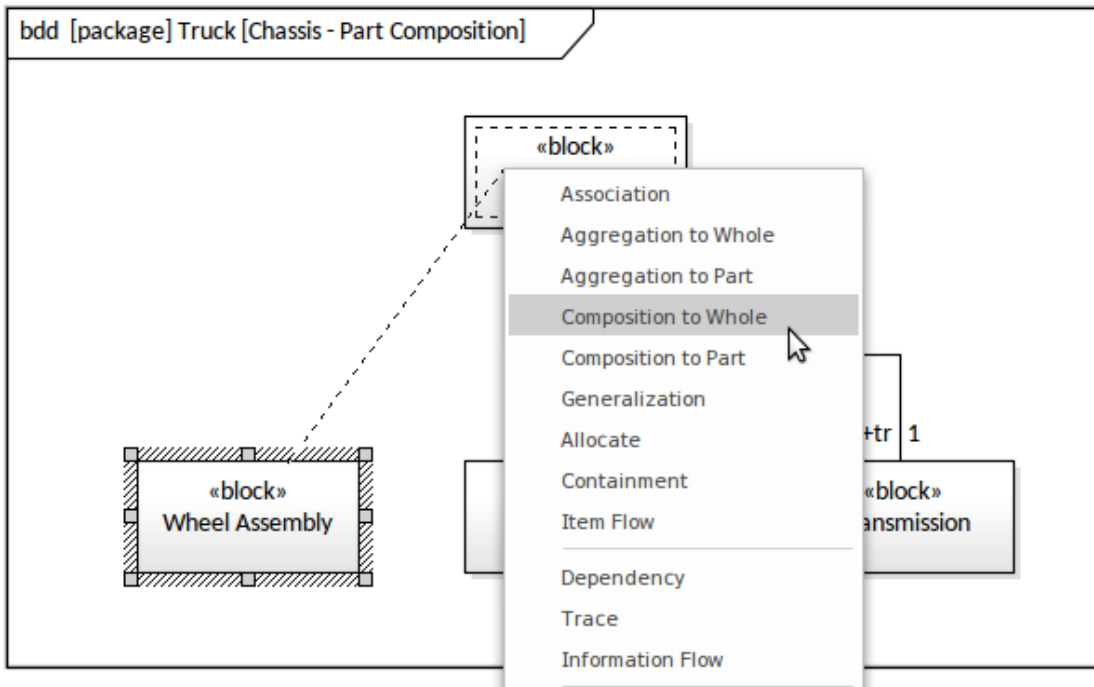 bdd [package] Truck [Chassis - Part Composition]
«block»
Association
Aggregation to Whole
Aggregation to Part
Composition to Whole
Composition to Part
Generalization
Allocate
Containment
Item Flow
Dependency
Trace
Information Flow
+tr 1
«block»
Wheel Assembly
«block»
ansmission